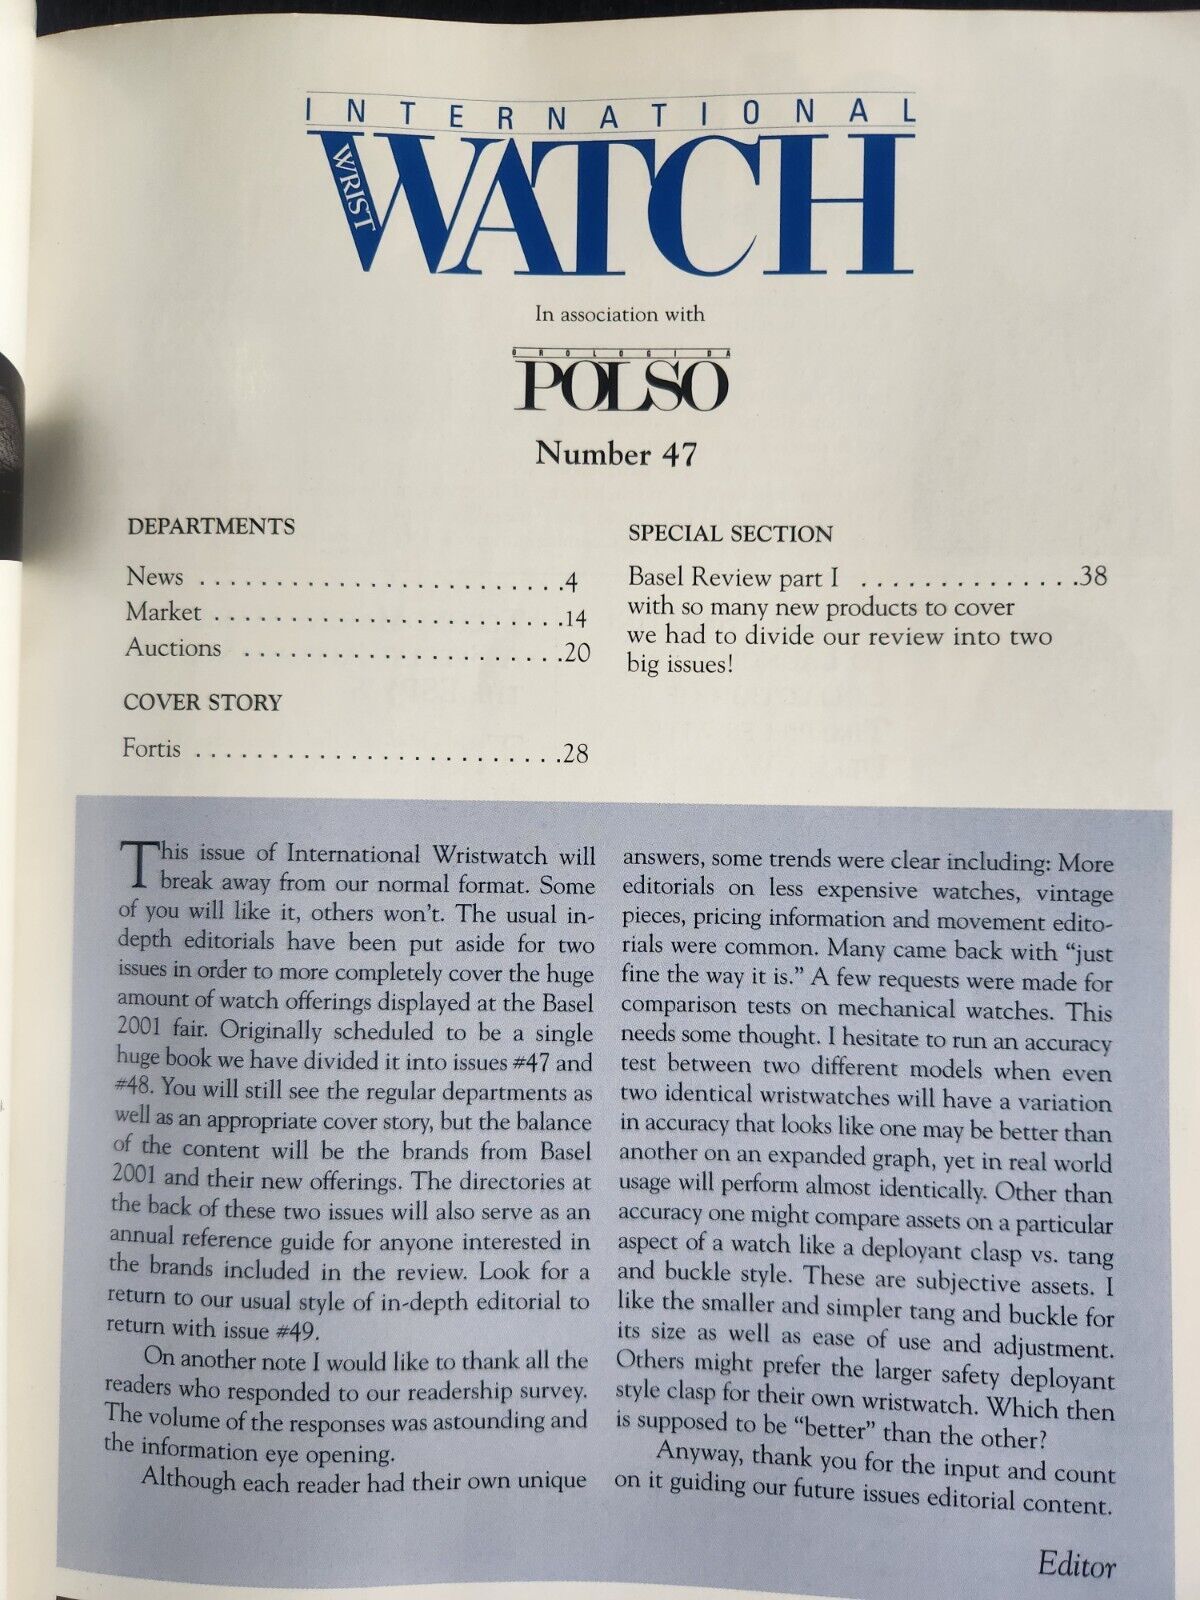 INTERNATIONAL
WRIST
WATCH
In association with
OROLOGI DA
POLSO
Number 47
DEPARTMENTS
News . . . . . . . . . . . . . . . . . . . . . . . .4
Market . . . . . . . . . . . . . . . . . . . . . . .14
Auctions . . . . . . . . . . . . . . . . . . . . .20
COVER STORY
Fortis . . . . . . . . . . . . . . . . . . . . . . . .28
SPECIAL SECTION
Basel Review part I . . . . . . . . . . . . . . .38
with so many new products to cover
we had to divide our review into two
big issues!
This issue of International Wristwatch will
break away from our normal format. Some
of you will like it, others won't. The usual in-
depth editorials have been put aside for two
issues in order to more completely cover the huge
amount of watch offerings displayed at the Basel
2001 fair. Originally scheduled to be a single
huge book we have divided it into issues #47 and
#48. You will still see the regular departments as
well as an appropriate cover story, but the balance
of the content will be the brands from Basel
2001 and their new offerings. The directories at
the back of these two issues will also serve as an
annual reference guide for anyone interested in
the brands included in the review. Look for a
return to our usual style of in-depth editorial to
return with issue #49.
On another note I would like to thank all the
readers who responded to our readership survey.
The volume of the responses was astounding and
the information eye opening.
Although each reader had their own unique
answers, some trends were clear including: More
editorials on less expensive watches, vintage
pieces, pricing information and movement edito-
rials were common. Many came back with "just
fine the way it is." A few requests were made for
comparison tests on mechanical watches. This
needs some thought. I hesitate to run an accuracy
test between two different models when even
two identical wristwatches will have a variation
in accuracy that looks like one may be better than
another on an expanded graph, yet in real world
usage will perform almost identically. Other than
accuracy one might compare assets on a particular
aspect of a watch like a deployant clasp vs. tang
and buckle style. These are subjective assets. I
like the smaller and simpler tang and buckle for
its size as well as ease of use and adjustment.
Others might prefer the larger safety deployant
style clasp for their own wristwatch. Which then
is supposed to be "better" than the other?
Anyway, thank you for the input and count
on it guiding our future issues editorial content.
Editor